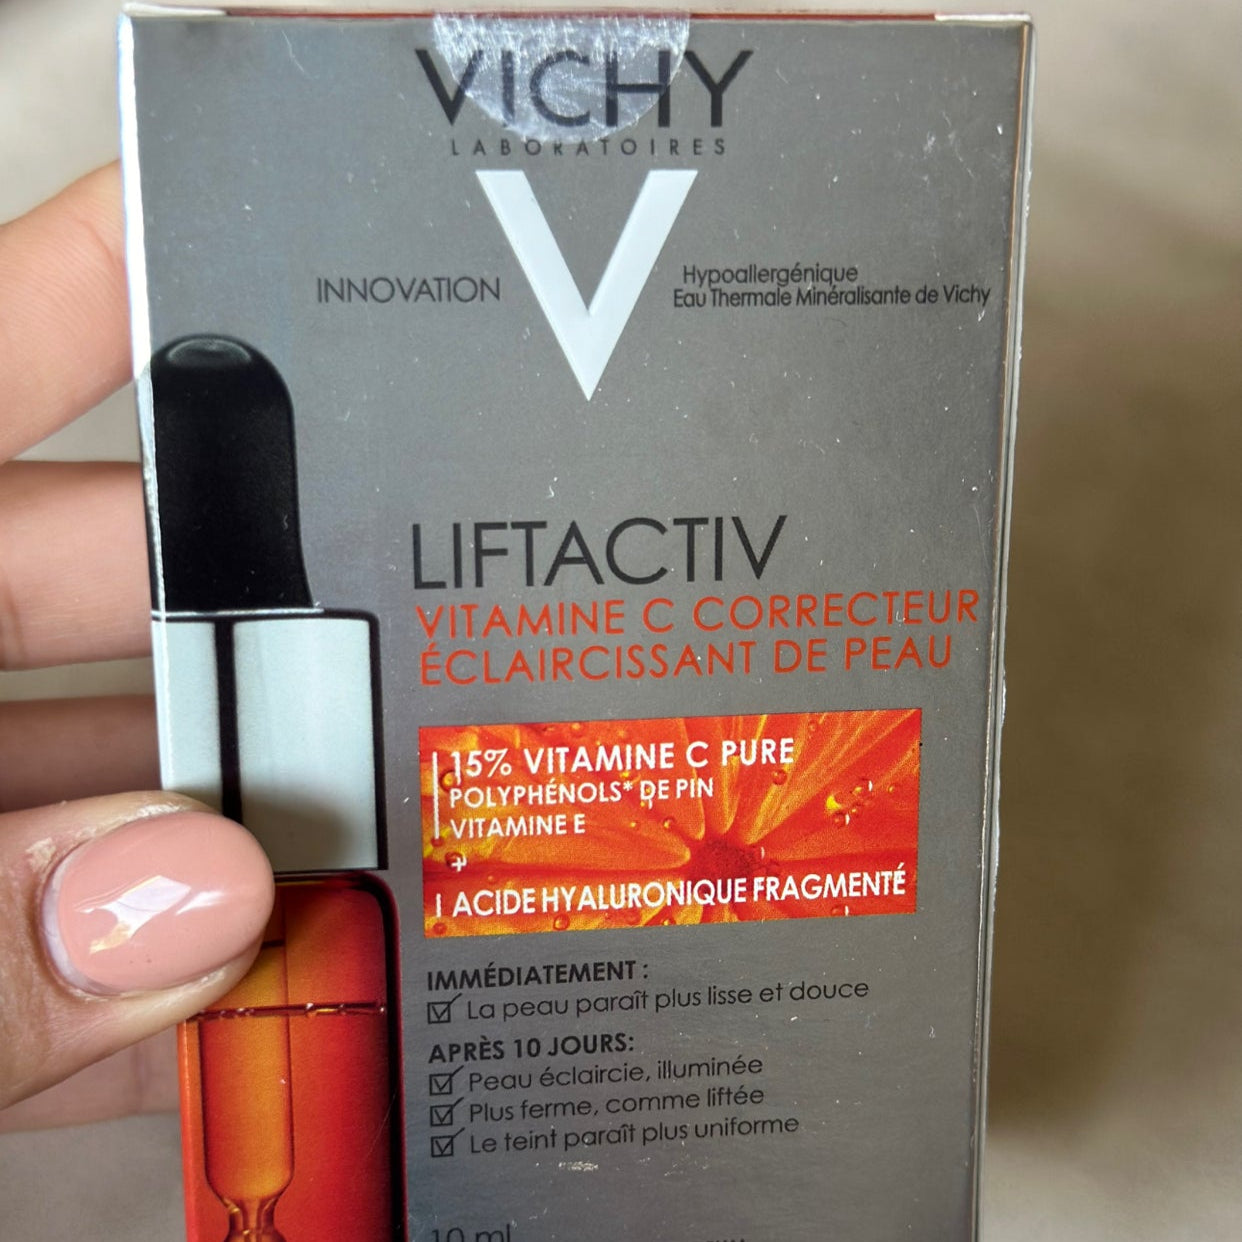 VICHY
LABORATOIRES
V
INNOVATION
Hypoallergénique
Eau Thermale Minéralisante de Vichy
LIFTACTIV
VITAMINE C CORRECTEUR
ÉCLAIRCISSANT DE PEAU
15% VITAMINE C PURE
POLYPHÉNOLS* DE PIN
VITAMINE E
+
ACIDE HYALURONIQUE FRAGMENTÉ
IMMÉDIATEMENT :
La peau paraît plus lisse et douce
APRÈS 10 JOURS:
Peau éclaircie, illuminée
Plus ferme, comme liftée
Le teint paraît plus uniforme
10 ml